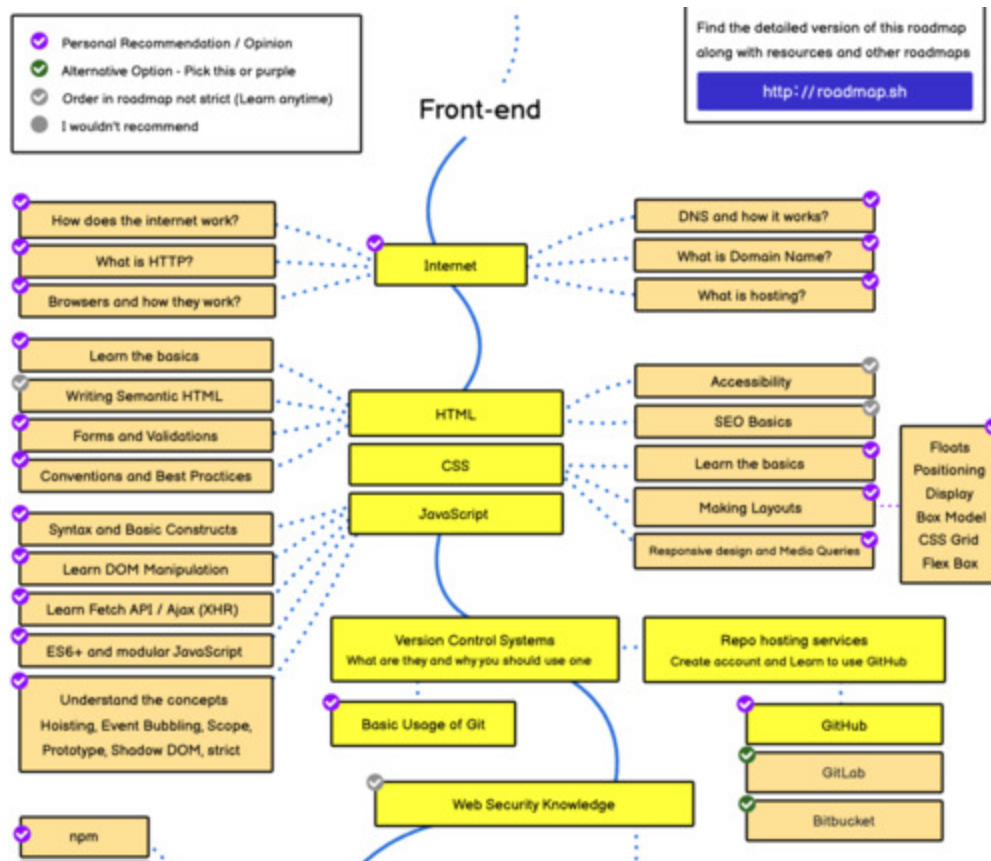 Personal Recommendation / Opinion
Alternative Option - Pick this or purple
Order in roadmap not strict (Learn anytime)
I wouldn't recommend
Find the detailed version of this roadmap
along with resources and other roadmaps
http://roadmap.sh
Front-end
How does the internet work?
What is HTTP?
Browsers and how they work?
Internet
DNS and how it works?
What is Domain Name?
What is hosting?
Learn the basics
Writing Semantic HTML
Forms and Validations
Conventions and Best Practices
HTML
CSS
JavaScript
Accessibility
SEO Basics
Learn the basics
Making Layouts
Responsive design and Media Queries
Floats
Positioning
Display
Box Model
CSS Grid
Flex Box
Syntax and Basic Constructs
Learn DOM Manipulation
Learn Fetch API / Ajax (XHR)
ES6+ and modular JavaScript
Understand the concepts
Hoisting, Event Bubbling, Scope,
Prototype, Shadow DOM, strict
Version Control Systems
What are they and why you should use one
Repo hosting services
Create account and Learn to use GitHub
Basic Usage of Git
GitHub
GitLab
Bitbucket
Web Security Knowledge
npm